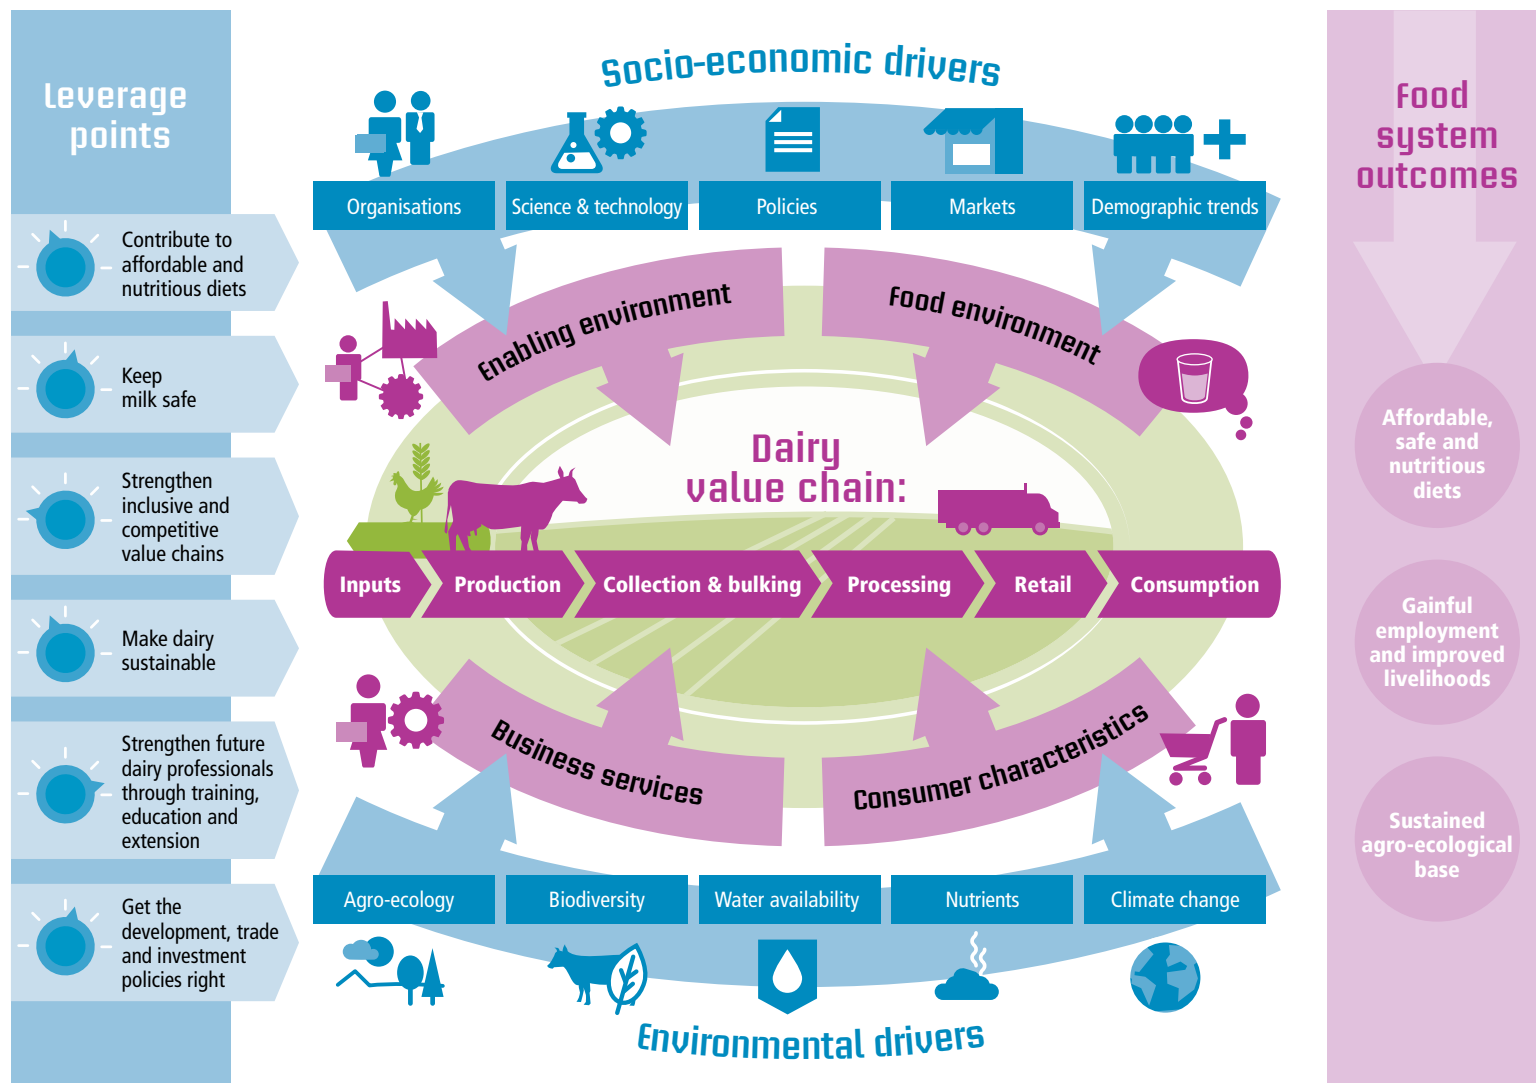 Leverage
points
Contribute to
affordable and
nutritious diets
Keep
milk safe
Strengthen
inclusive and
competitive
value chains
Make dairy
sustainable
Strengthen future
dairy professionals
through training,
education and
extension
Get the
development, trade
and investment
policies right
Socio-economic drivers
Organisations
Science & technology
Policies
Markets
Demographic trends
Enabling environment
Food environment
Dairy
value chain:
Inputs
Production
Collection & bulking
Processing
Retail
Consumption
Business services
Consumer characteristics
Agro-ecology
Biodiversity
Water availability
Nutrients
Climate change
Environmental drivers
Food
system
outcomes
Affordable,
safe and
nutritious
diets
Gainful
employment
and improved
livelihoods
Sustained
agro-ecological
base